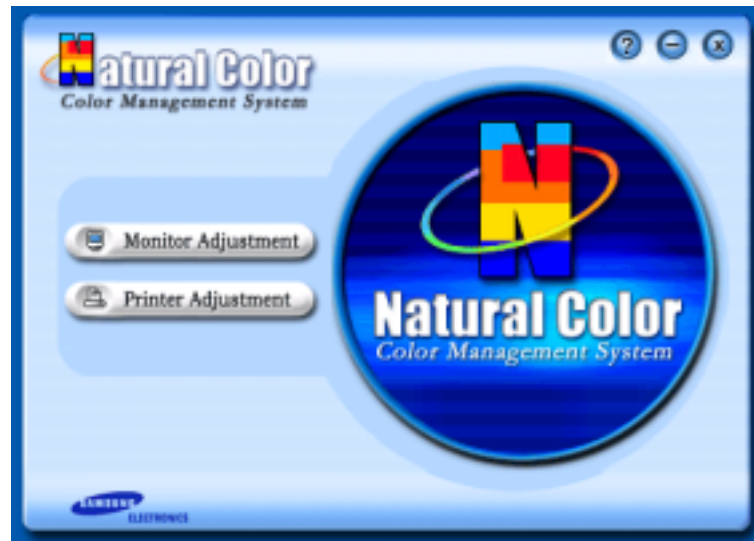 Natural Color
Color Management System
? - x
Monitor Adjustment
Printer Adjustment
N
Natural Color
Color Management System
SAMSUNG
ELECTRONICS